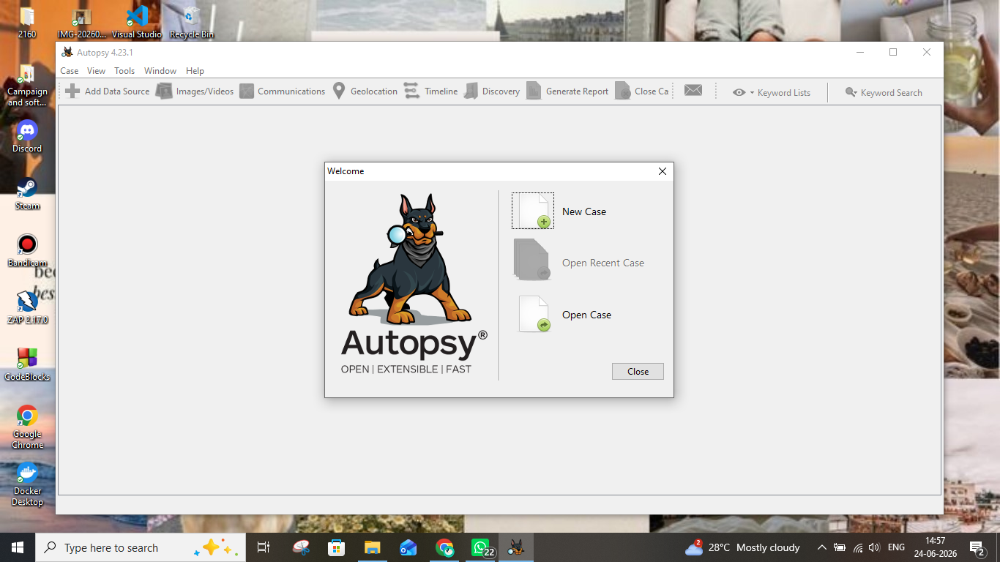 2160
IMG-20260...
Visual Studio
Recycle Bin
Autopsy 4.23.1
Case View Tools Window Help
Add Data Source Images/Videos Communications Geolocation Timeline Discovery Generate Report Close Ca Keyword Lists Keyword Search
Campaign
and soft...
Discord
Steam
Bandicam
bec
best
ZAP 2.17.0
CodeBlocks
Google
Chrome
Docker
Desktop
Welcome
Autopsy®
OPEN | EXTENSIBLE | FAST
New Case
Open Recent Case
Open Case
Close
Type here to search
22
2
28°C Mostly cloudy
ENG
14:57
24-06-2026
2